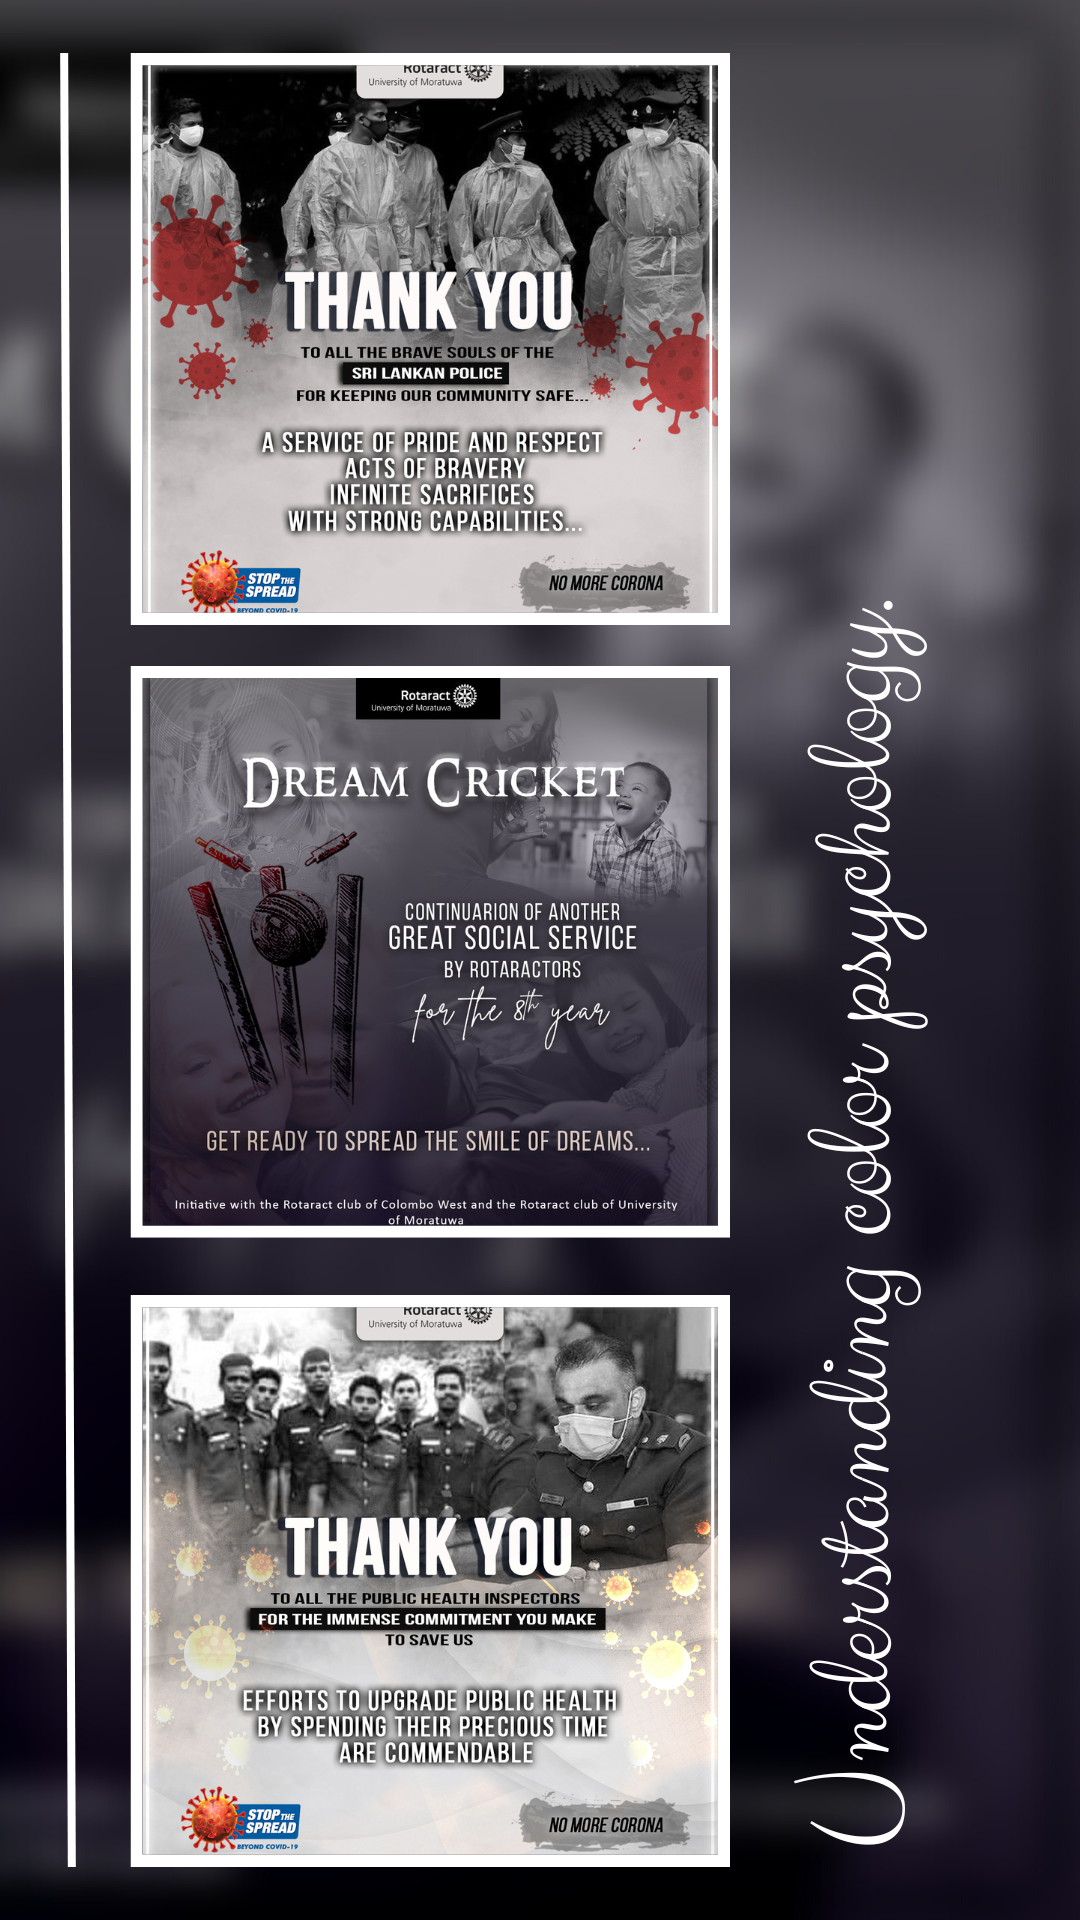 Rotaract
University of Moratuwa
THANK YOU
TO ALL THE BRAVE SOULS OF THE
SRI LANKAN POLICE
FOR KEEPING OUR COMMUNITY SAFE...
A SERVICE OF PRIDE AND RESPECT
ACTS OF BRAVERY
INFINITE SACRIFICES
WITH STRONG CAPABILITIES...
STOP THE
SPREAD
BEYOND COVID-19
NO MORE CORONA
Rotaract
University of Moratuwa
DREAM CRICKET
CONTINUARION OF ANOTHER
GREAT SOCIAL SERVICE
BY ROTARACTORS
for the 8th year
GET READY TO SPREAD THE SMILE OF DREAMS...
Initiative with the Rotaract club of Colombo West and the Rotaract club of University
of Moratuwa
Rotaract
University of Moratuwa
THANK YOU
TO ALL THE PUBLIC HEALTH INSPECTORS
FOR THE IMMENSE COMMITMENT YOU MAKE
TO SAVE US
EFFORTS TO UPGRADE PUBLIC HEALTH
BY SPENDING THEIR PRECIOUS TIME
ARE COMMENDABLE
STOP THE
SPREAD
BEYOND COVID-19
NO MORE CORONA
Understanding color psychology.